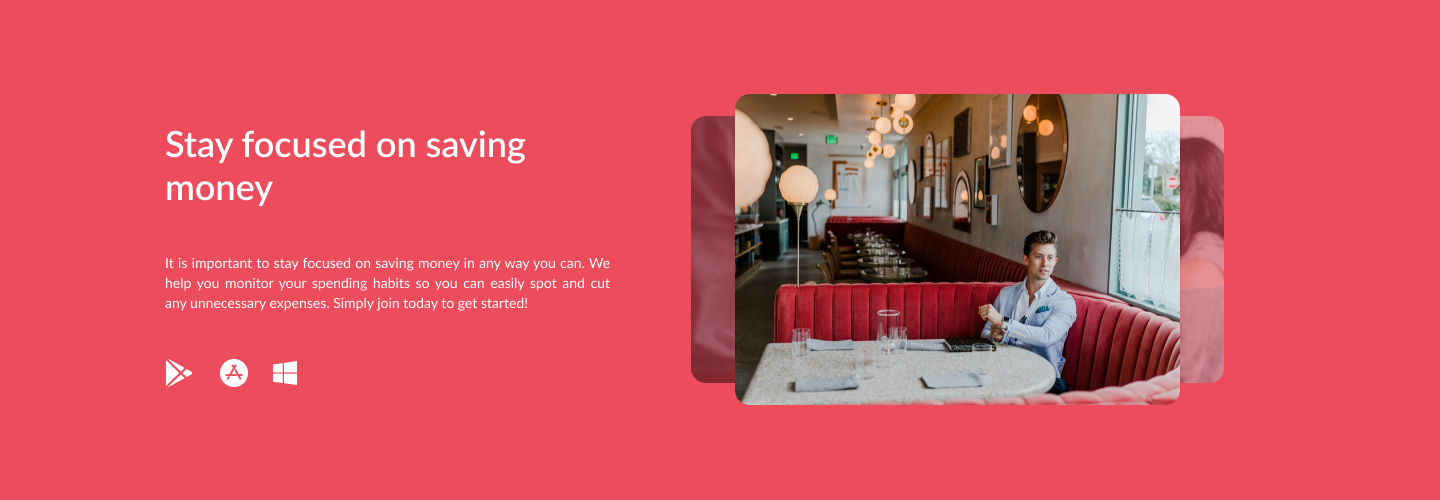 Stay focused on saving
money
It is important to stay focused on saving money in any way you can. We
help you monitor your spending habits so you can easily spot and cut
any unnecessary expenses. Simply join today to get started!